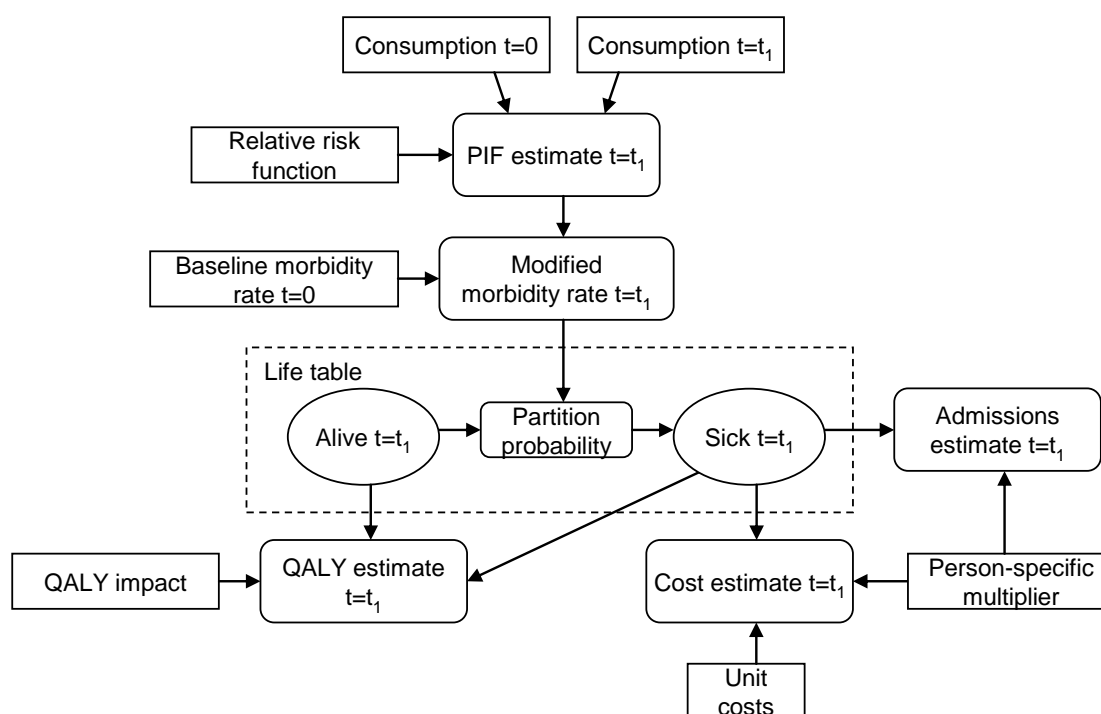 Consumption t=0
Consumption t=t₁
Relative risk
function
PIF estimate t=t₁
Baseline morbidity
rate t=0
Modified
morbidity rate t=t₁
Life table
Alive t=t₁
Partition
probability
Sick t=t₁
Admissions
estimate t=t₁
QALY impact
QALY estimate
t=t₁
Cost estimate t=t₁
Person-specific
multiplier
Unit
costs